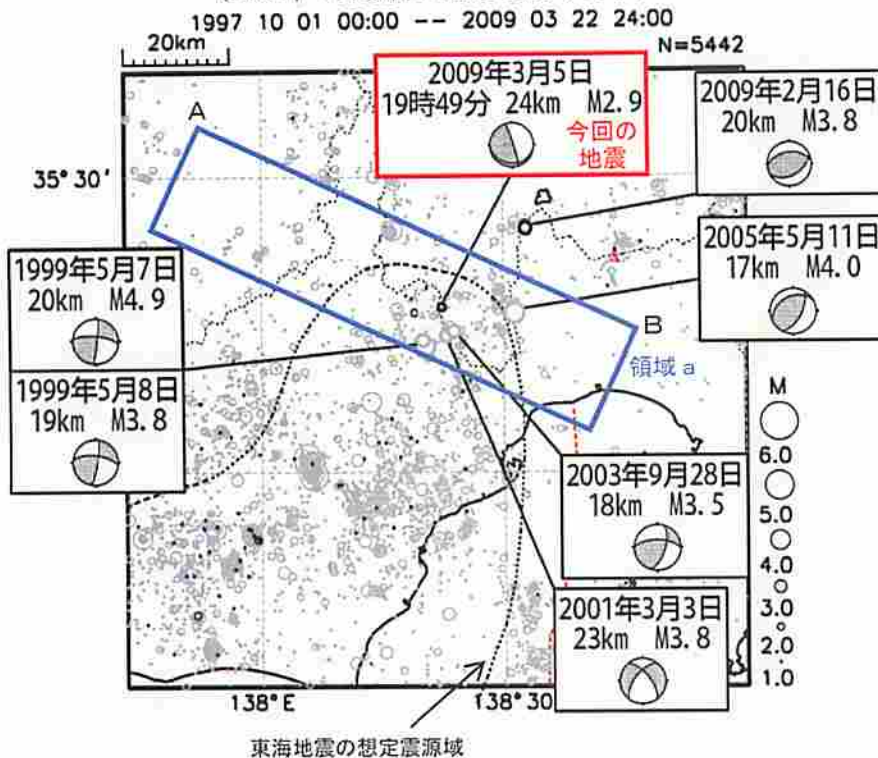 1997 10 01 00:00 -- 2009 03 22 24:00
20km
N=5442
2009年3月5日
19時49分 24km M2.9
今回の
地震
2009年2月16日
20km M3.8
A
35° 30′
2005年5月11日
17km M4.0
1999年5月7日
20km M4.9
B
領域 a
1999年5月8日
19km M3.8
M
6.0
5.0
4.0
3.0
2.0
1.0
2003年9月28日
18km M3.5
2001年3月3日
23km M3.8
138°E
138°30
東海地震の想定震源域